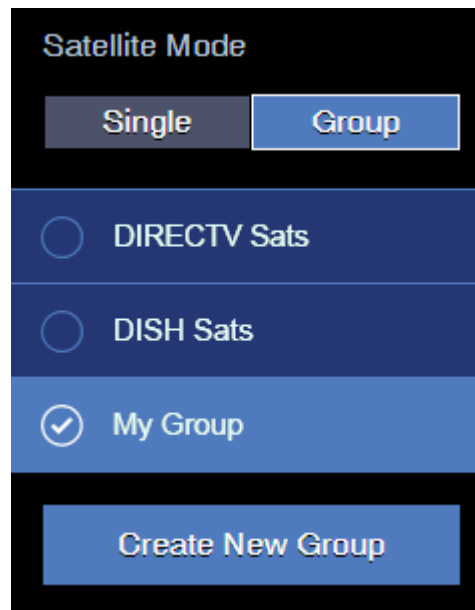 Satellite Mode
Single Group
DIRECTV Sats
DISH Sats
My Group
Create New Group